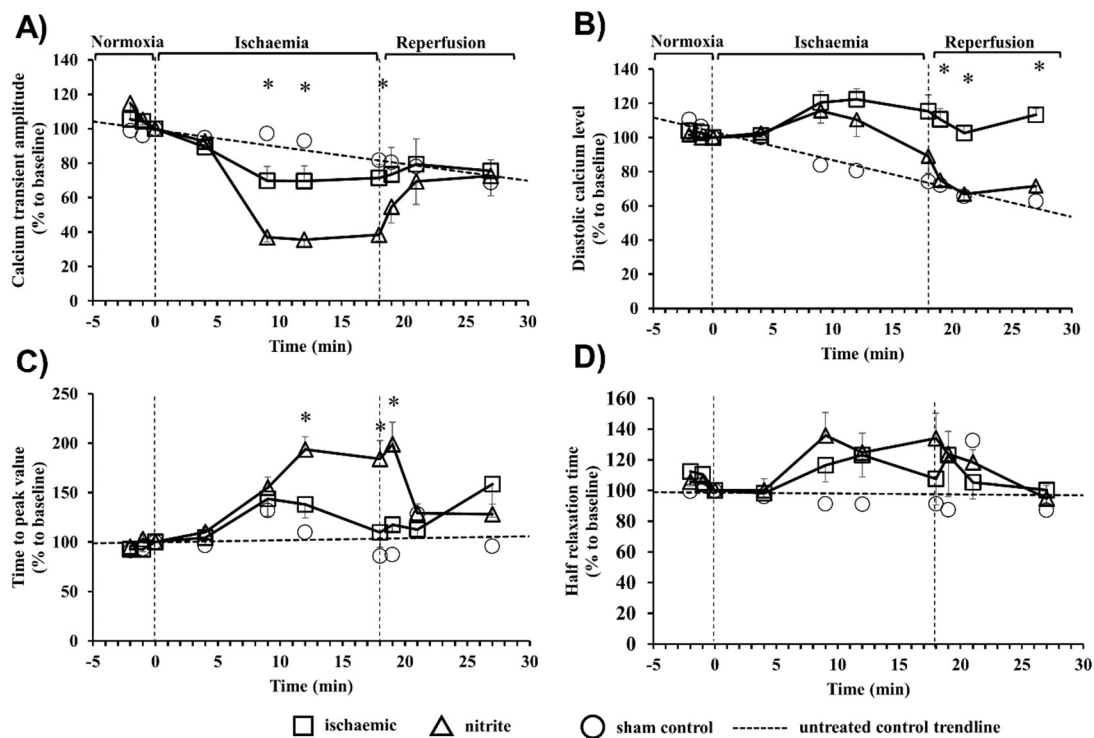 A)
Normoxia Ischaemia Reperfusion
* * *
Calcium transient amplitude
(% to baseline)
140
120
100
80
60
40
20
0
-5 0 5 10 15 20 25 30
Time (min)
B)
Normoxia Ischaemia Reperfusion
* * *
Diastolic calcium level
(% to baseline)
140
120
100
80
60
40
20
0
-5 0 5 10 15 20 25 30
Time (min)
C)
* * *
Time to peak value
(% to baseline)
250
200
150
100
50
0
-5 0 5 10 15 20 25 30
Time (min)
D)
Half relaxation time
(% to baseline)
160
140
120
100
80
60
40
20
0
-5 0 5 10 15 20 25 30
Time (min)
ischaemic nitrite sham control untreated control trendline